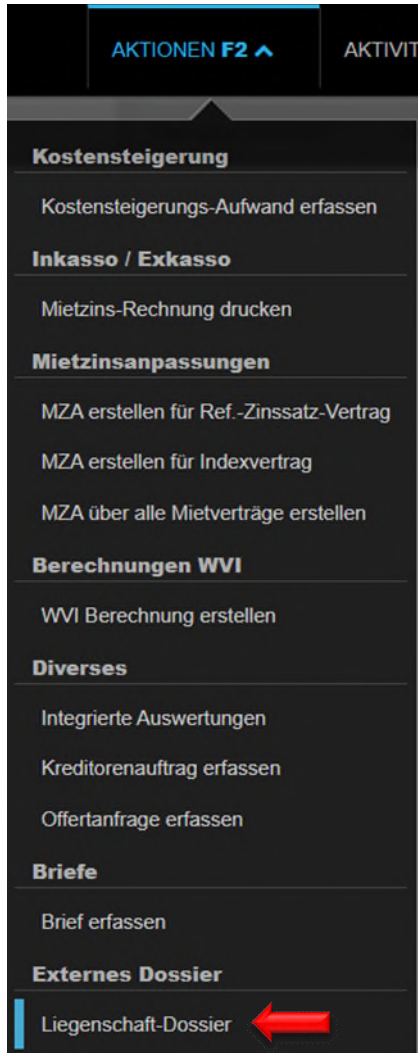 AKTIONEN F2 AKTIVIT
Kostensteigerung
Kostensteigerungs-Aufwand erfassen
Inkasso / Exkasso
Mietzins-Rechnung drucken
Mietzinsanpassungen
MZA erstellen für Ref.-Zinssatz-Vertrag
MZA erstellen für Indexvertrag
MZA über alle Mietverträge erstellen
Berechnungen WVI
WVI Berechnung erstellen
Diverses
Integrierte Auswertungen
Kreditorenauftrag erfassen
Offertanfrage erfassen
Briefe
Brief erfassen
Externes Dossier
Liegenschaft-Dossier